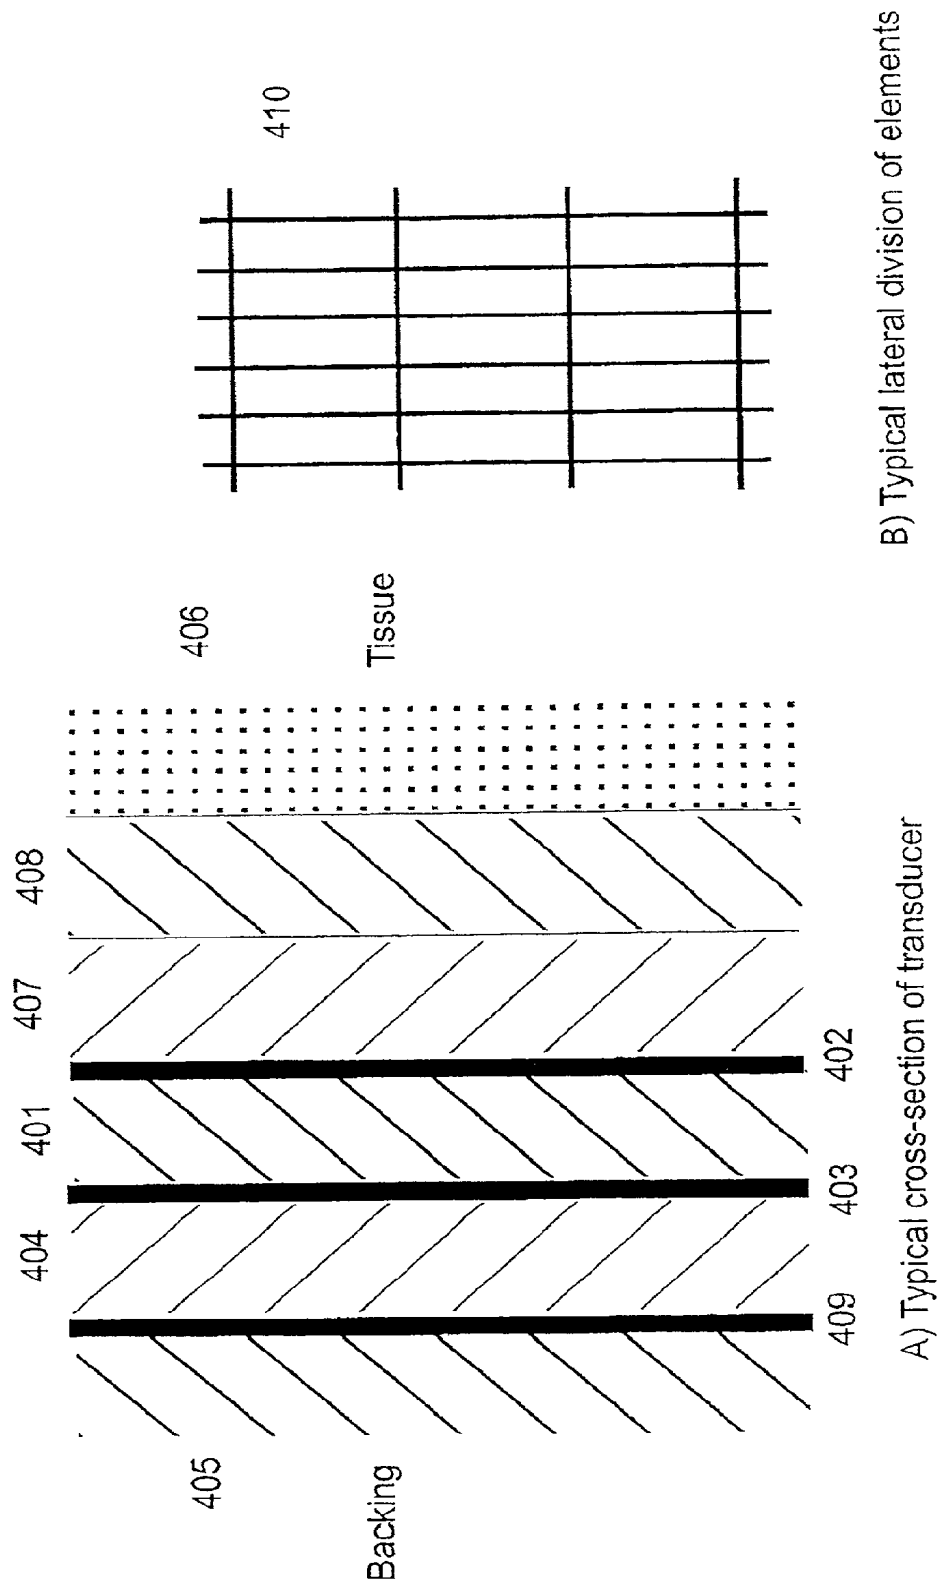 404 401 407 408
405
406
410
Backing
Tissue
409 403 402
A) Typical cross-section of transducer
B) Typical lateral division of elements